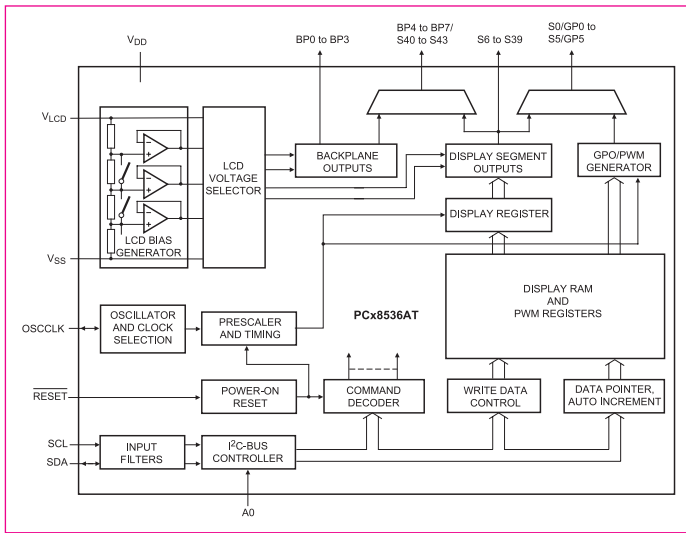 BP0 to BP3
BP4 to BP7/
S40 to S43
S6 to S39
S0/GP0 to
S5/GP5
VDD
VLCD
VSS
LCD BIAS
GENERATOR
LCD
VOLTAGE
SELECTOR
BACKPLANE
OUTPUTS
DISPLAY SEGMENT
OUTPUTS
GPO/PWM
GENERATOR
DISPLAY REGISTER
DISPLAY RAM
AND
PWM REGISTERS
OSCCLK
OSCILLATOR
AND CLOCK
SELECTION
PRESCALER
AND TIMING
PCx8536AT
RESET
POWER-ON
RESET
COMMAND
DECODER
WRITE DATA
CONTROL
DATA POINTER,
AUTO INCREMENT
SCL
SDA
INPUT
FILTERS
I2C-BUS
CONTROLLER
A0